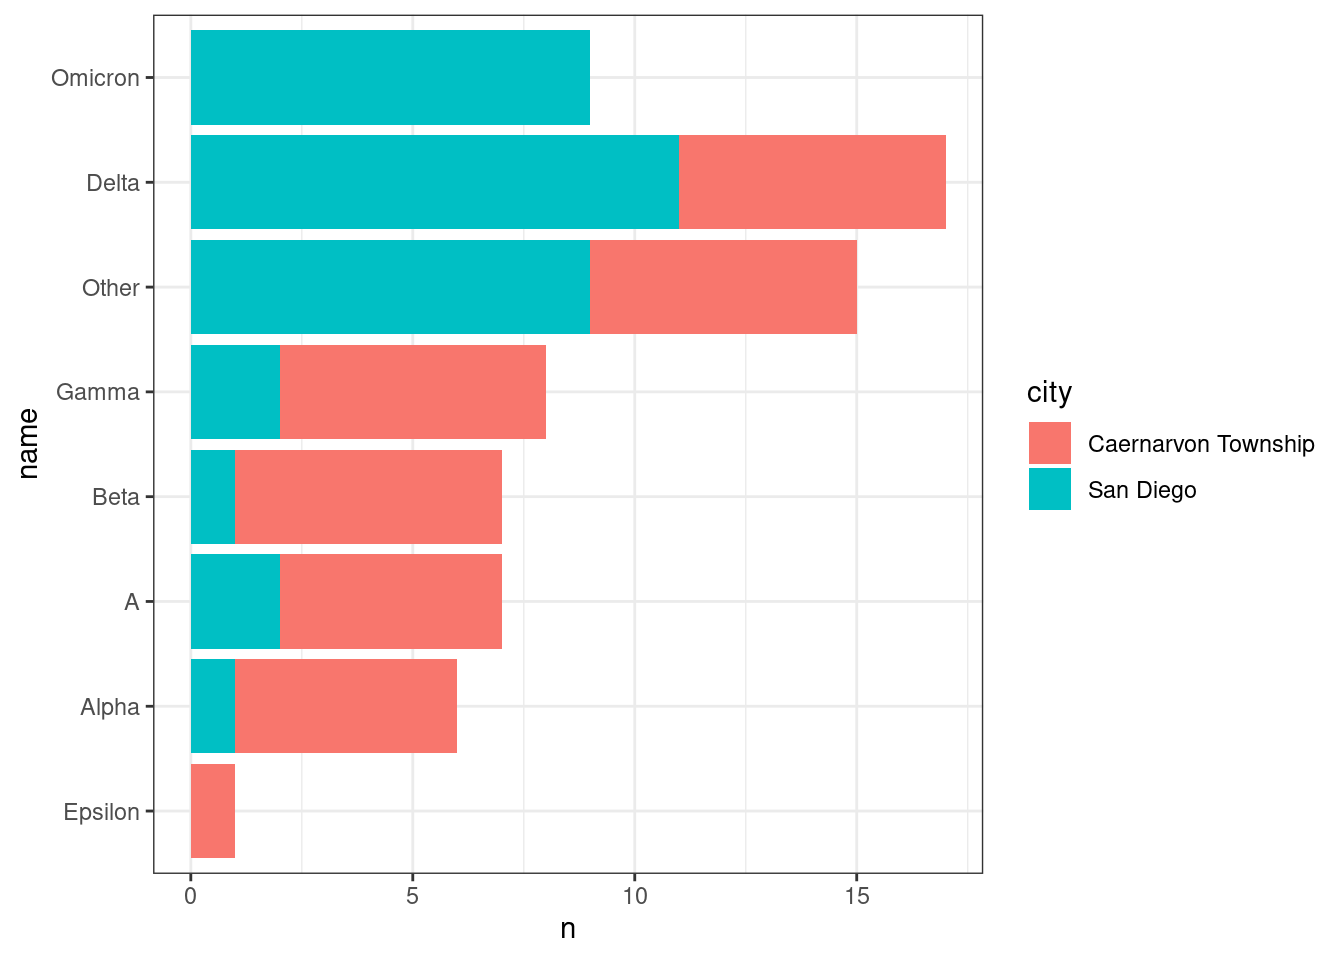 Omicron
Delta
Other
Gamma
Beta
A
Alpha
Epsilon
name
0 5 10 15
n
city
Caernarvon Township
San Diego